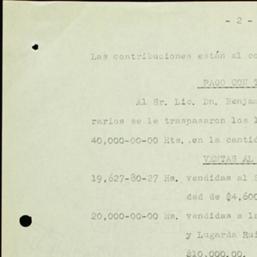 - 2 -
Las contribuciones están al co
PAGO CON
Al Sr. Lic. Dn. Benjam
rarios se le traspasaron los l
40,000-00-00 Hts. en la cantid
VENTAS AL
19,627-80-27 Hs. vendidas al
dad de $4,600
20,000-00-00 Hs. vendidas a l
y Lugarda Rui
$10,000.00.